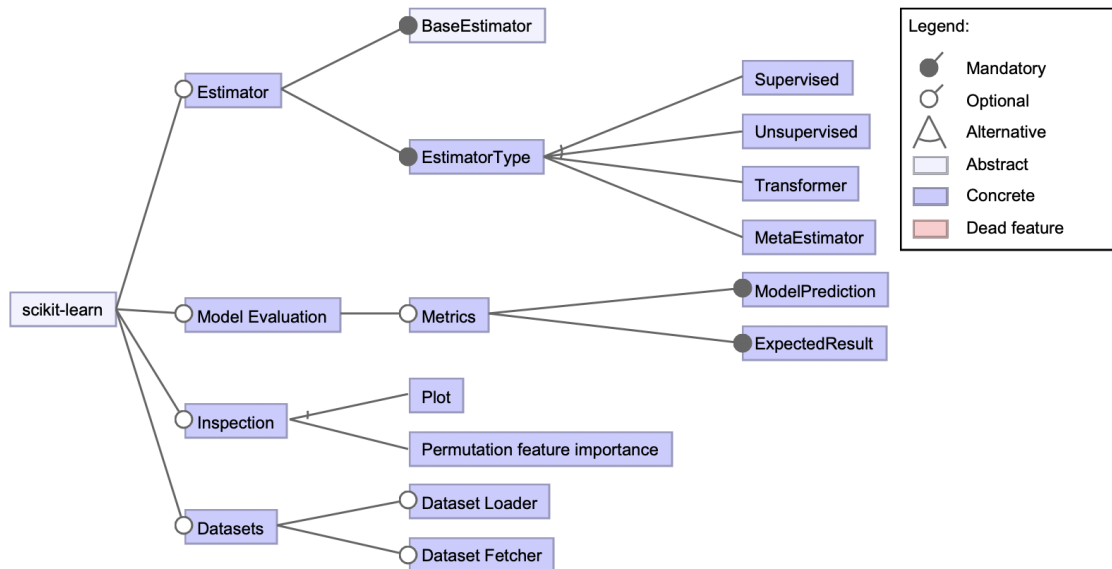 BaseEstimator
Estimator
EstimatorType
Supervised
Unsupervised
Transformer
MetaEstimator
scikit-learn
Model Evaluation
Metrics
ModelPrediction
ExpectedResult
Inspection
Plot
Permutation feature importance
Datasets
Dataset Loader
Dataset Fetcher
Legend:
Mandatory
Optional
Alternative
Abstract
Concrete
Dead feature